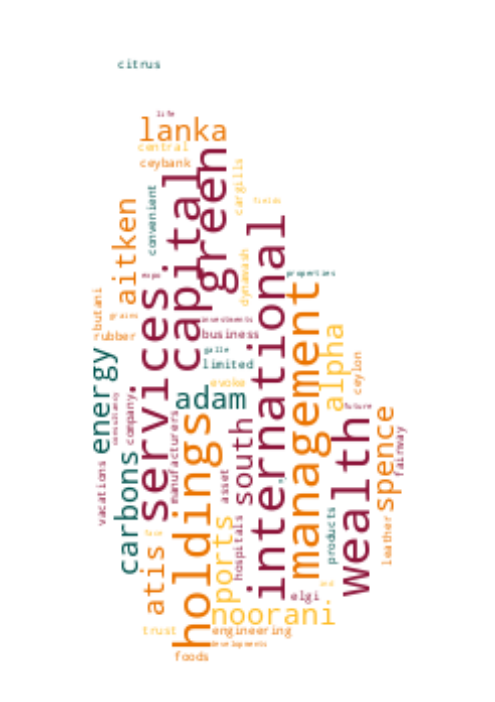 citrus
life
lanka
central
ceybank
green
capital
convenient
cargills
fields
aitken
services.
international
dynawash
expo
properties
butani
grains
rubber
investments
business
management
galle
limited
alpha
ceylon
energy
evoke
adam
consultancy
company.
manufacturers
holdings
future
wealth
spence
fairway
south
carbons
vacations
asset
hospitals
ports
products
leather
atis
elgi
noorani
trust
engineering
developments
foods